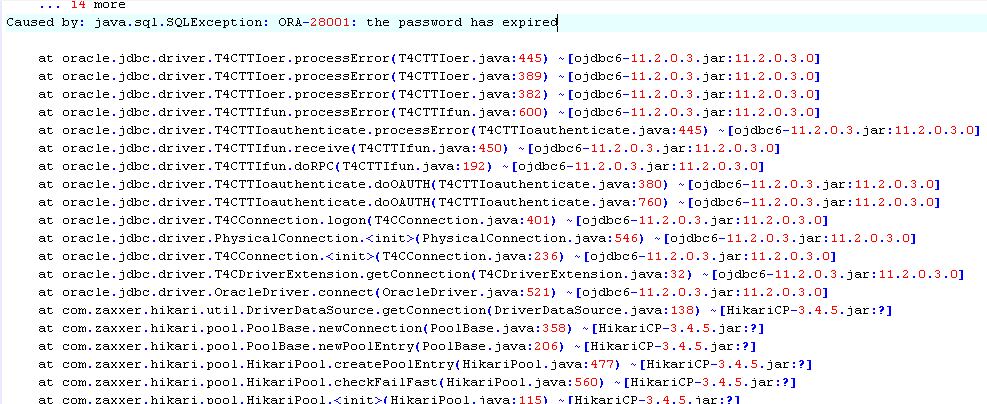 ... 14 more
Caused by: java.sql.SQLException: ORA-28001: the password has expired
at oracle.jdbc.driver.T4CTTIoer.processError(T4CTTIoer.java:445) ~[ojdbc6-11.2.0.3.jar:11.2.0.3.0]
at oracle.jdbc.driver.T4CTTIoer.processError(T4CTTIoer.java:389) ~[ojdbc6-11.2.0.3.jar:11.2.0.3.0]
at oracle.jdbc.driver.T4CTTIoer.processError(T4CTTIoer.java:382) ~[ojdbc6-11.2.0.3.jar:11.2.0.3.0]
at oracle.jdbc.driver.T4CTTIfun.processError(T4CTTIfun.java:600) ~[ojdbc6-11.2.0.3.jar:11.2.0.3.0]
at oracle.jdbc.driver.T4CTTIoauthenticate.processError(T4CTTIoauthenticate.java:445) ~[ojdbc6-11.2.0.3.jar:11.2.0.3.0]
at oracle.jdbc.driver.T4CTTIfun.receive(T4CTTIfun.java:450) ~[ojdbc6-11.2.0.3.jar:11.2.0.3.0]
at oracle.jdbc.driver.T4CTTIfun.doRPC(T4CTTIfun.java:192) ~[ojdbc6-11.2.0.3.jar:11.2.0.3.0]
at oracle.jdbc.driver.T4CTTIoauthenticate.doOAUTH(T4CTTIoauthenticate.java:380) ~[ojdbc6-11.2.0.3.jar:11.2.0.3.0]
at oracle.jdbc.driver.T4CTTIoauthenticate.doOAUTH(T4CTTIoauthenticate.java:760) ~[ojdbc6-11.2.0.3.jar:11.2.0.3.0]
at oracle.jdbc.driver.T4CConnection.logon(T4CConnection.java:401) ~[ojdbc6-11.2.0.3.jar:11.2.0.3.0]
at oracle.jdbc.driver.PhysicalConnection.<init>(PhysicalConnection.java:546) ~[ojdbc6-11.2.0.3.jar:11.2.0.3.0]
at oracle.jdbc.driver.T4CConnection.<init>(T4CConnection.java:236) ~[ojdbc6-11.2.0.3.jar:11.2.0.3.0]
at oracle.jdbc.driver.T4CDriverExtension.getConnection(T4CDriverExtension.java:32) ~[ojdbc6-11.2.0.3.jar:11.2.0.3.0]
at oracle.jdbc.driver.OracleDriver.connect(OracleDriver.java:521) ~[ojdbc6-11.2.0.3.jar:11.2.0.3.0]
at com.zaxxer.hikari.util.DriverDataSource.getConnection(DriverDataSource.java:138) ~[HikariCP-3.4.5.jar:?]
at com.zaxxer.hikari.pool.PoolBase.newConnection(PoolBase.java:358) ~[HikariCP-3.4.5.jar:?]
at com.zaxxer.hikari.pool.PoolBase.newPoolEntry(PoolBase.java:206) ~[HikariCP-3.4.5.jar:?]
at com.zaxxer.hikari.pool.HikariPool.createPoolEntry(HikariPool.java:477) ~[HikariCP-3.4.5.jar:?]
at com.zaxxer.hikari.pool.HikariPool.checkFailFast(HikariPool.java:560) ~[HikariCP-3.4.5.jar:?]
at com.zaxxer.hikari.pool.HikariPool.<init>(HikariPool.java:115) ~[HikariCP-3.4.5.jar:?]